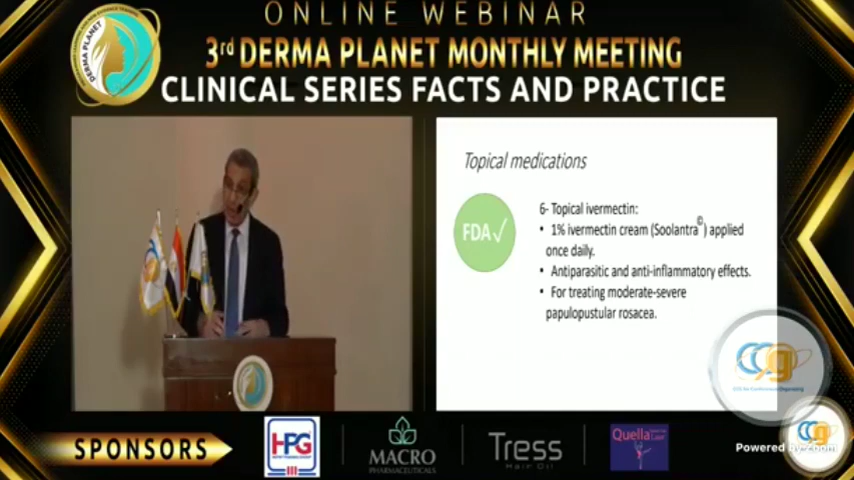 ONLINE WEBINAR
3rd DERMA PLANET MONTHLY MEETING
CLINICAL SERIES FACTS AND PRACTICE
DERMA PLANET
Topical medications
FDA✓
6- Topical ivermectin:
• 1% ivermectin cream (Soolantra©) applied
once daily.
• Antiparasitic and anti-inflammatory effects.
• For treating moderate-severe
papulopustular rosacea.
SPONSORS
HPG
MACRO
PHARMACEUTICALS
Tress
Hair Oil
Quella
Powered by Zoom